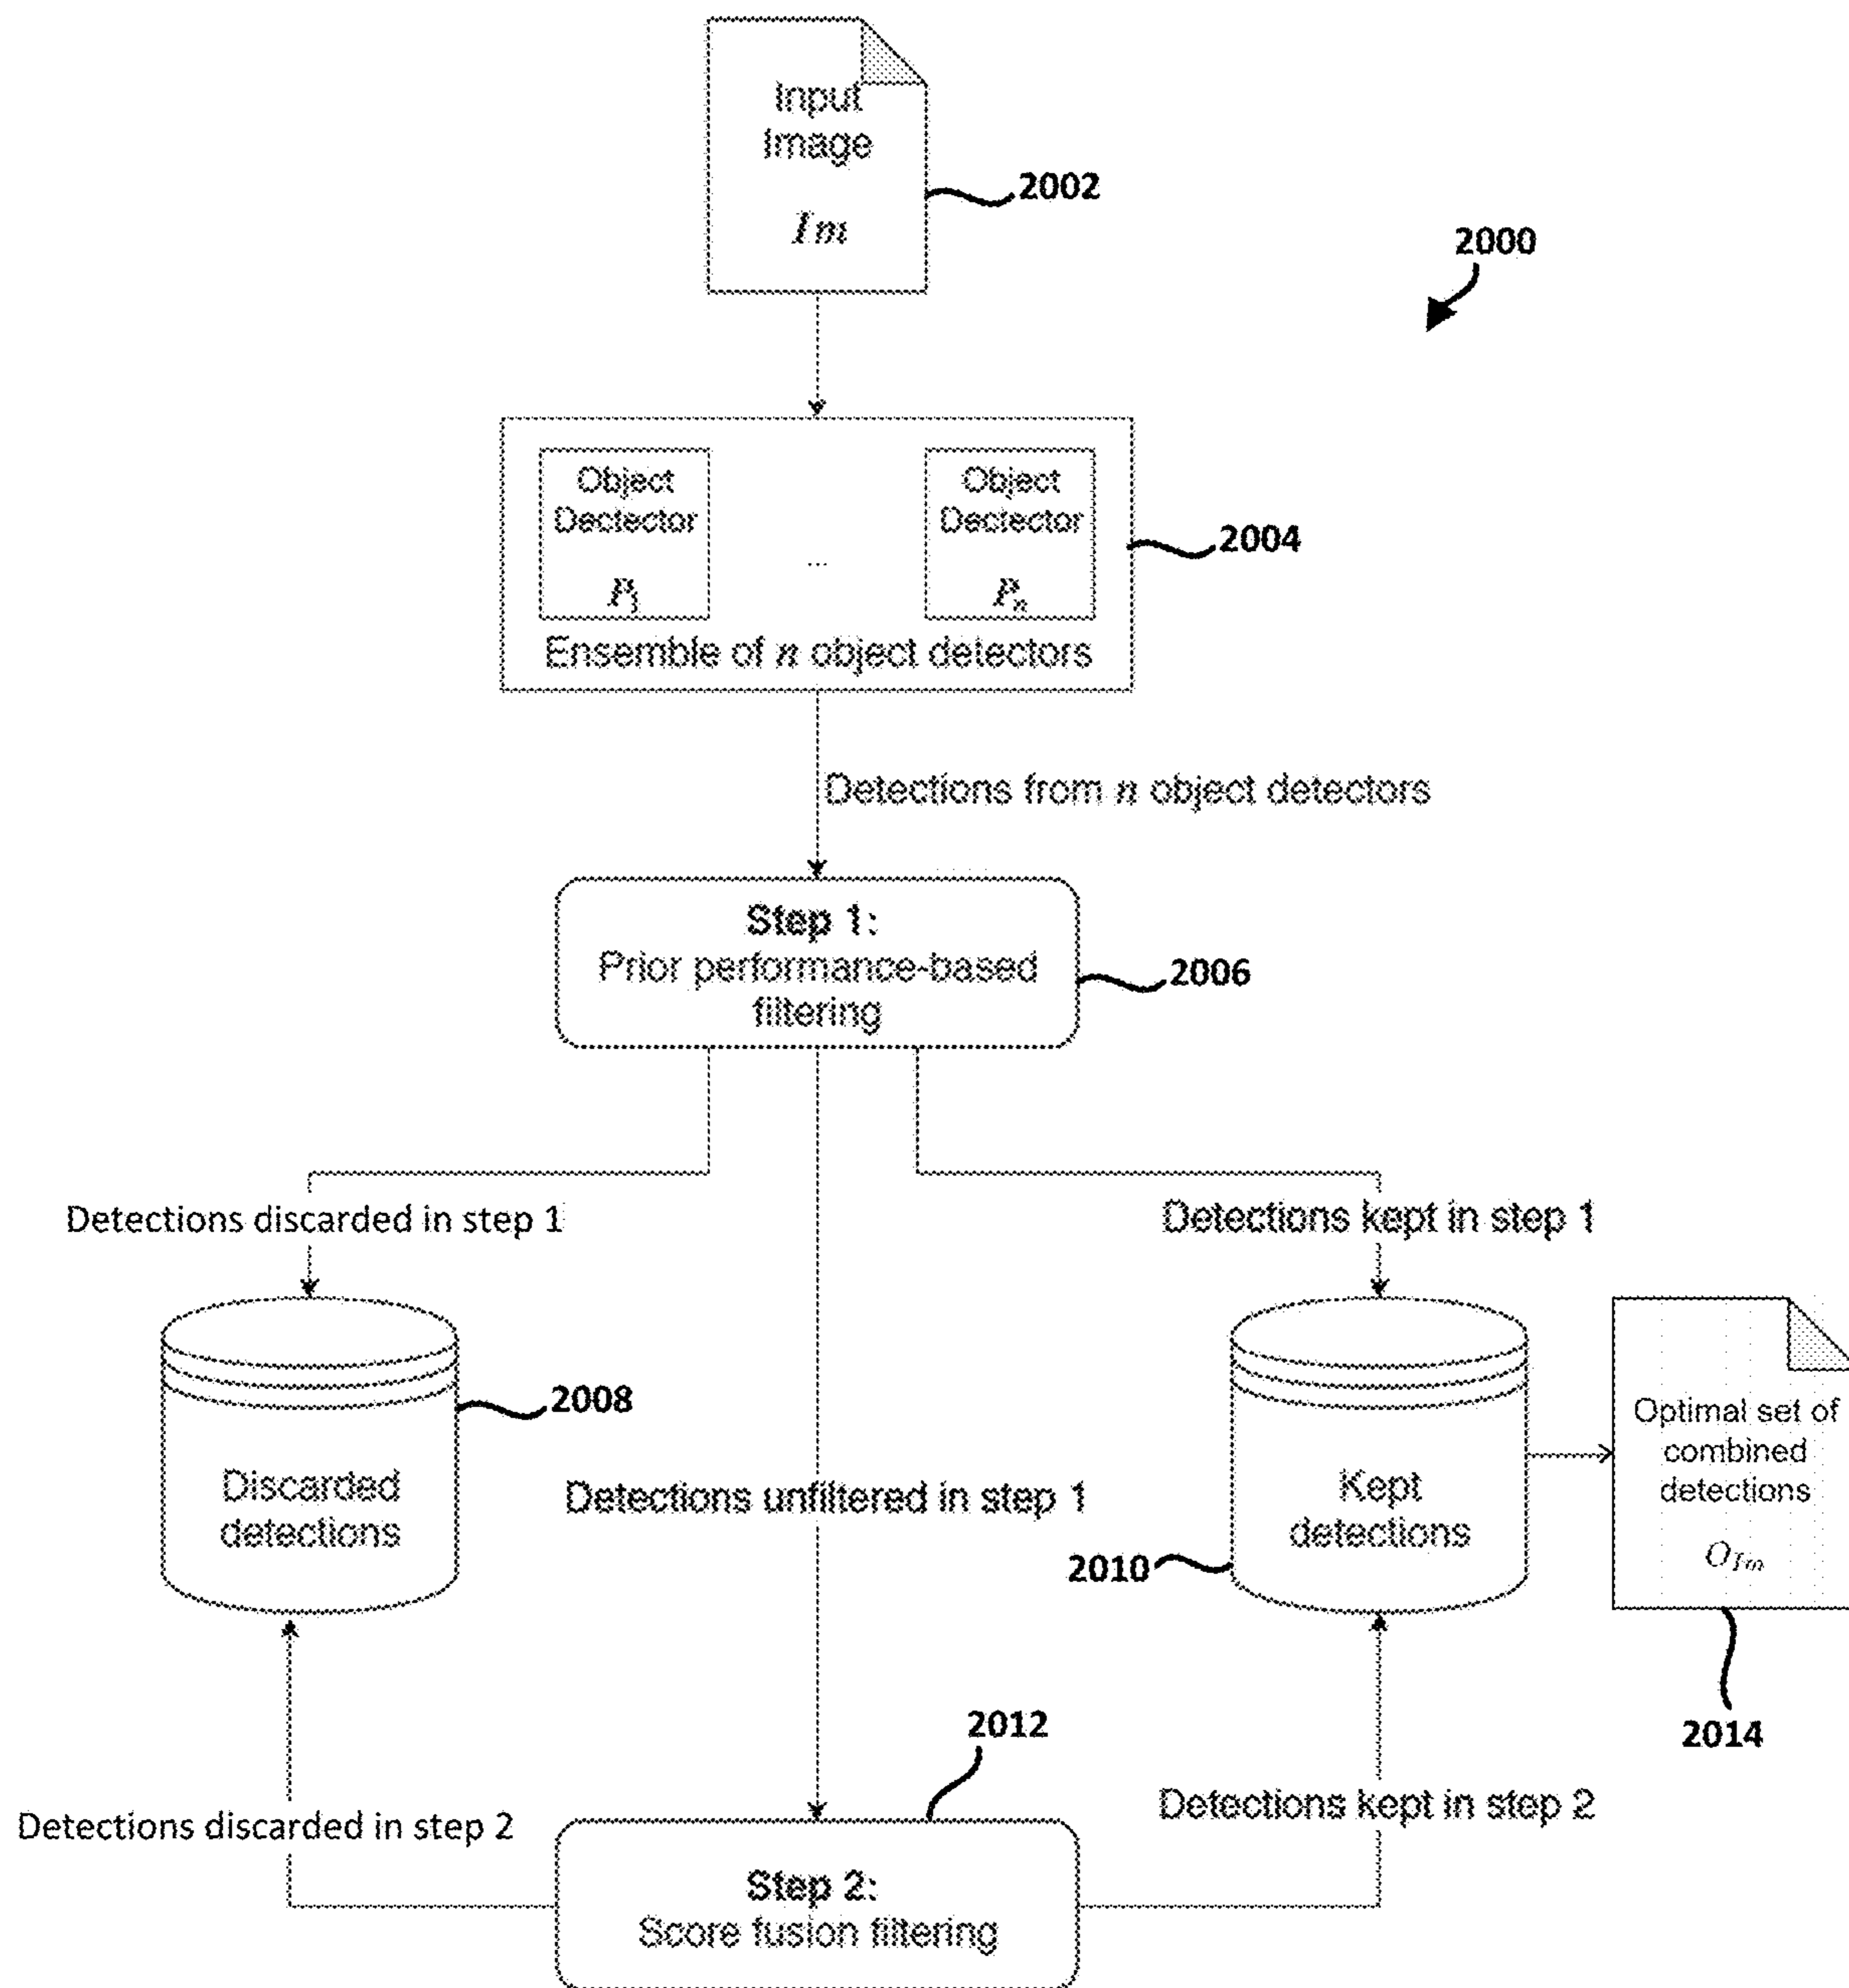 Input
Image
Im
2002
2000
Object
Dectector
P1
...
Object
Dectector
Pn
2004
Ensemble of n object detectors
Detections from n object detectors
Step 1:
Prior performance-based
filtering
2006
Detections discarded in step 1
Detections kept in step 1
2008
Discarded
detections
Detections unfiltered in step 1
Kept
detections
2010
Optimal set of
combined
detections
OIm
2014
2012
Detections discarded in step 2
Detections kept in step 2
Step 2:
Score fusion filtering